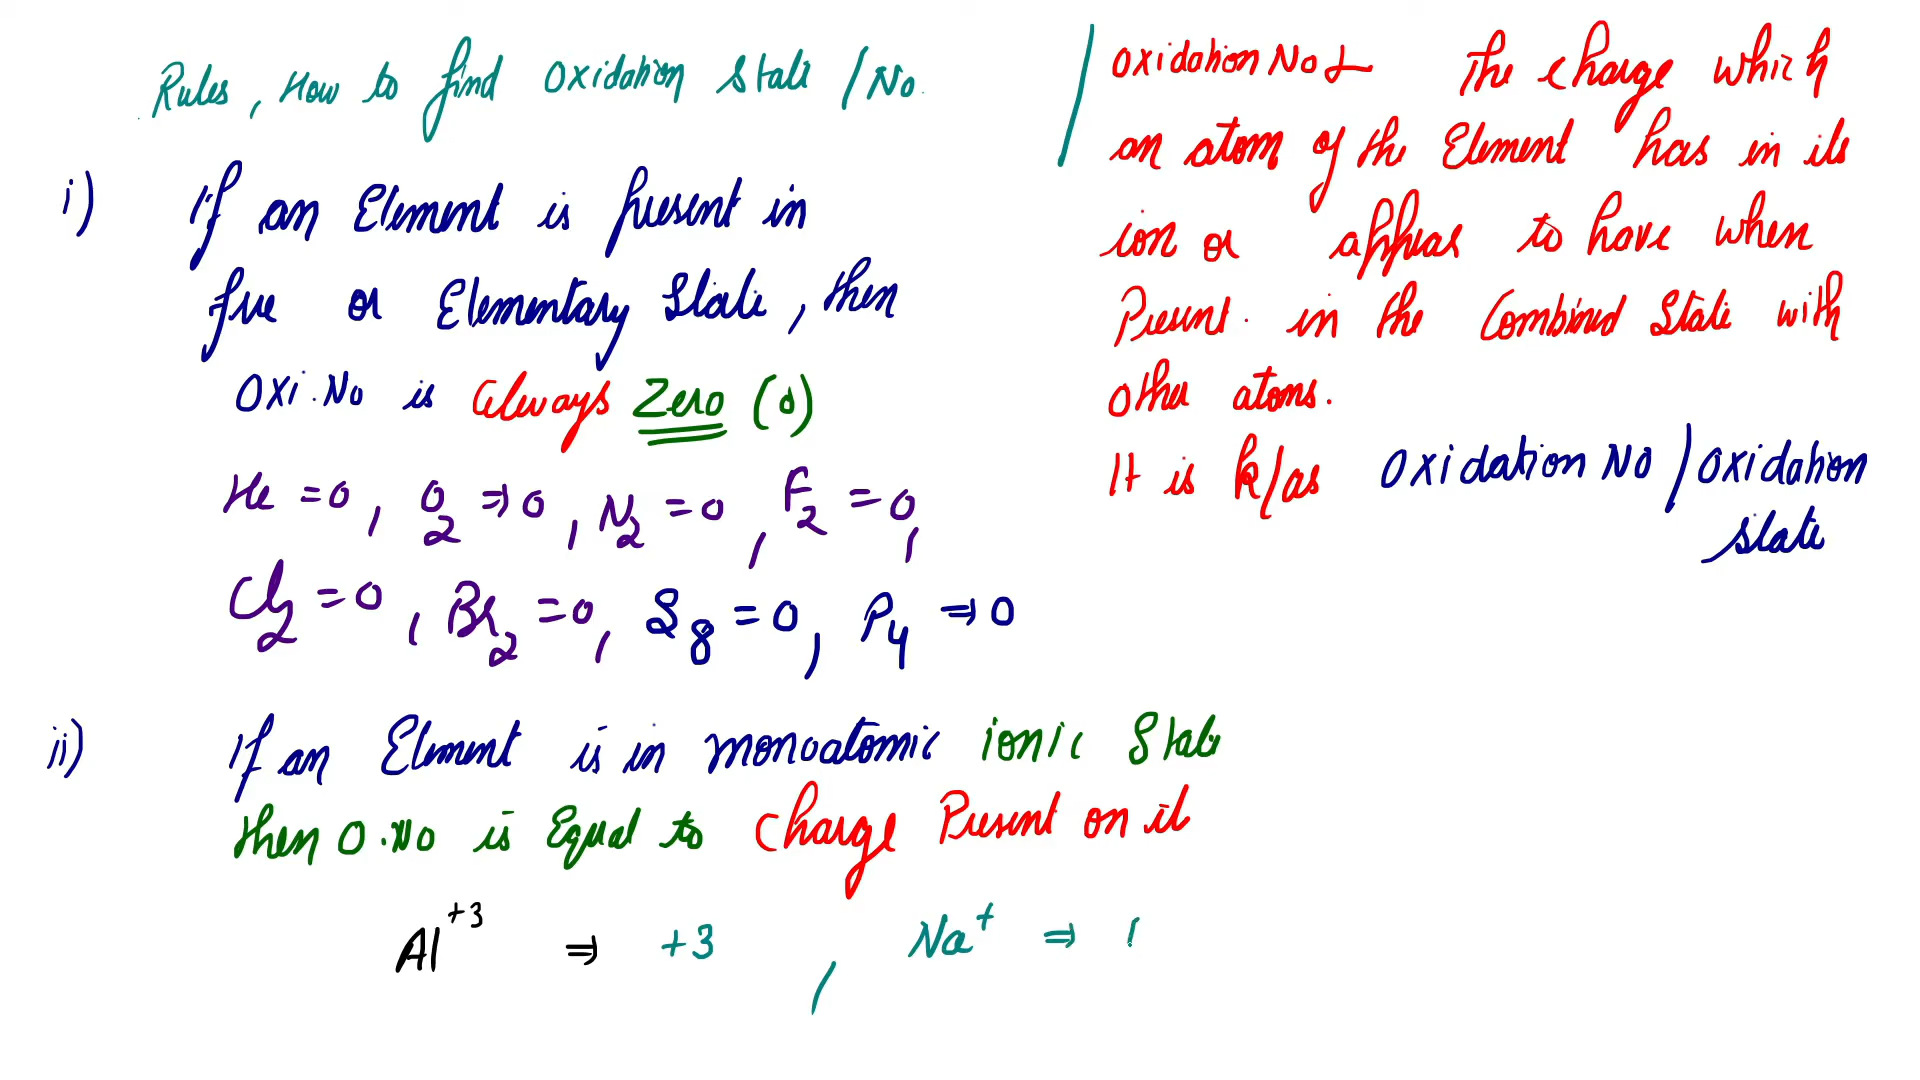 Rules, How to find Oxidation State / No.
i) If an Element is present in
free or Elementary State, then
Oxi. No is always Zero (0)
He = 0, O2 ⇒ 0, N2 = 0, F2 = 0,
Cl2 = 0, Br2 = 0, S8 = 0, P4 ⇒ 0
ii) If an Element is in monoatomic ionic State
then O.No is Equal to Charge Present on it
Al+3 ⇒ +3, Na+ ⇒ 1
Oxidation No :- The charge which
an atom of the Element has in its
ion or appears to have when
Present in the Combined State with
other atoms.
It is k/as Oxidation No / Oxidation
State